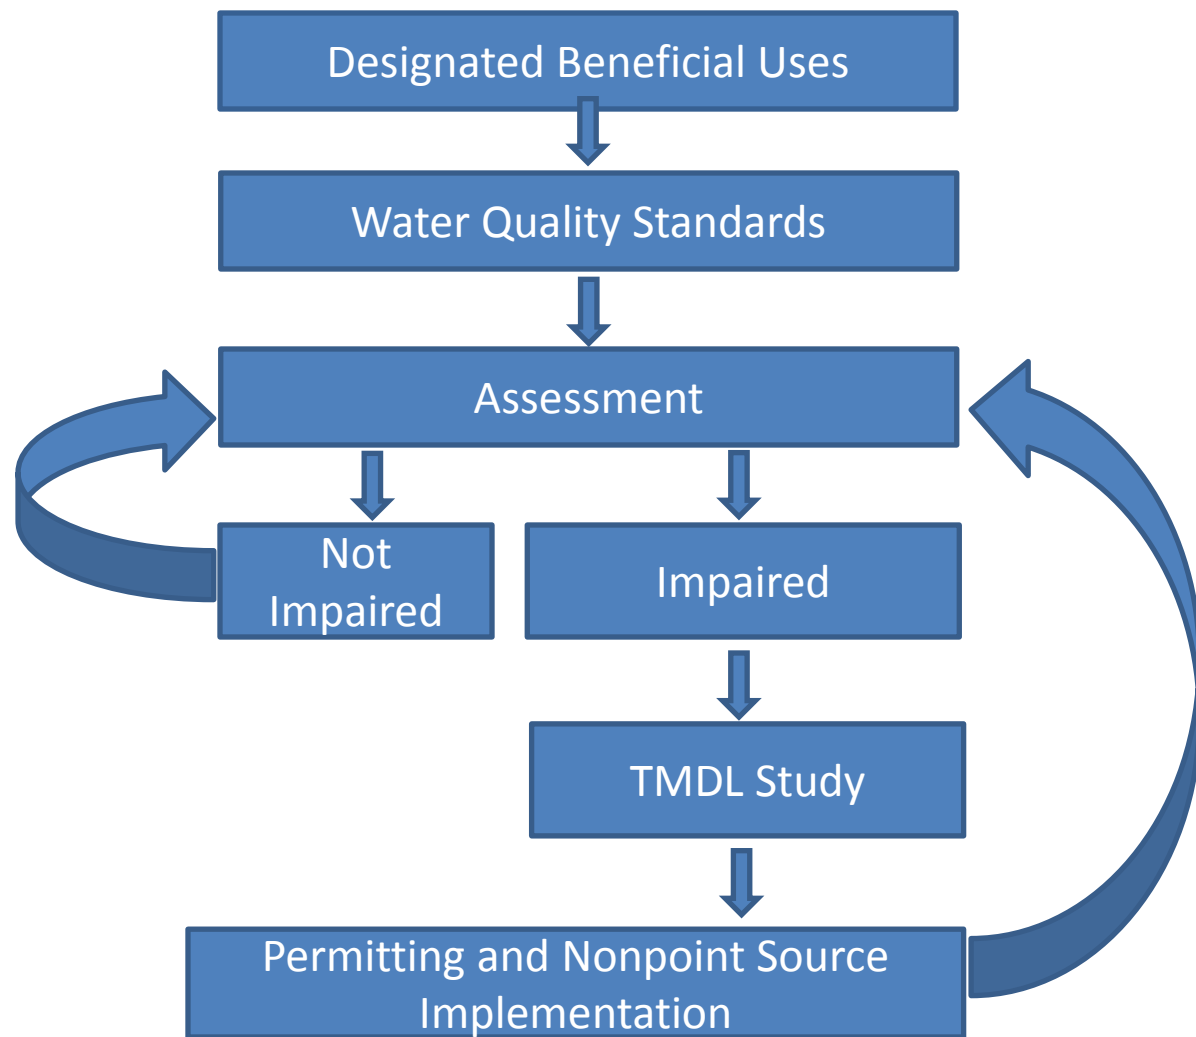 Designated Beneficial Uses
Water Quality Standards
Assessment
Not
Impaired
Impaired
TMDL Study
Permitting and Nonpoint Source
Implementation